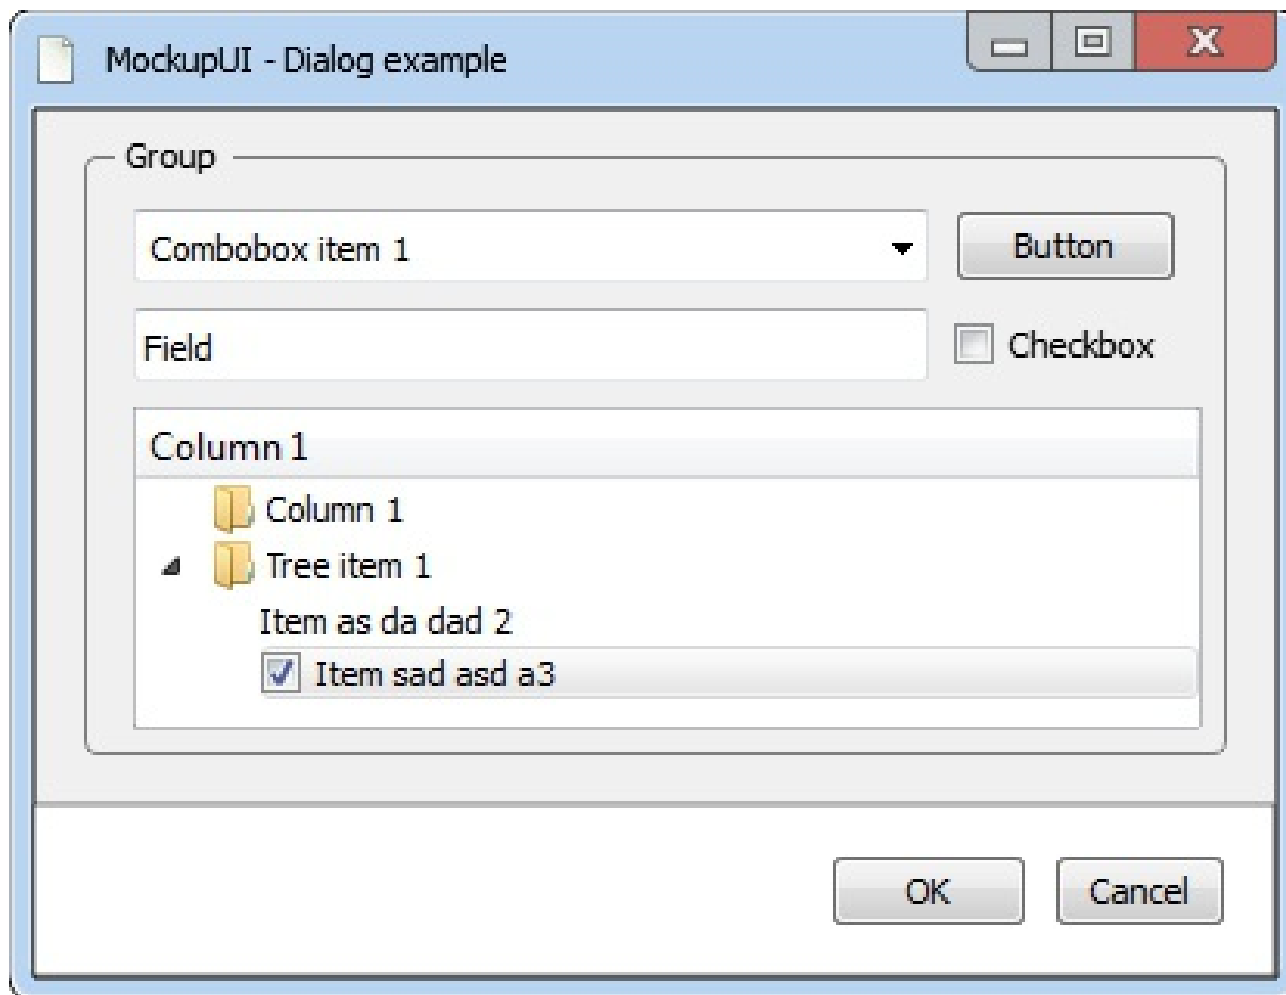 MockupUI - Dialog example
Group
Combobox item 1
Button
Field
Checkbox
Column 1
Column 1
Tree item 1
Item as da dad 2
Item sad asd a3
OK
Cancel